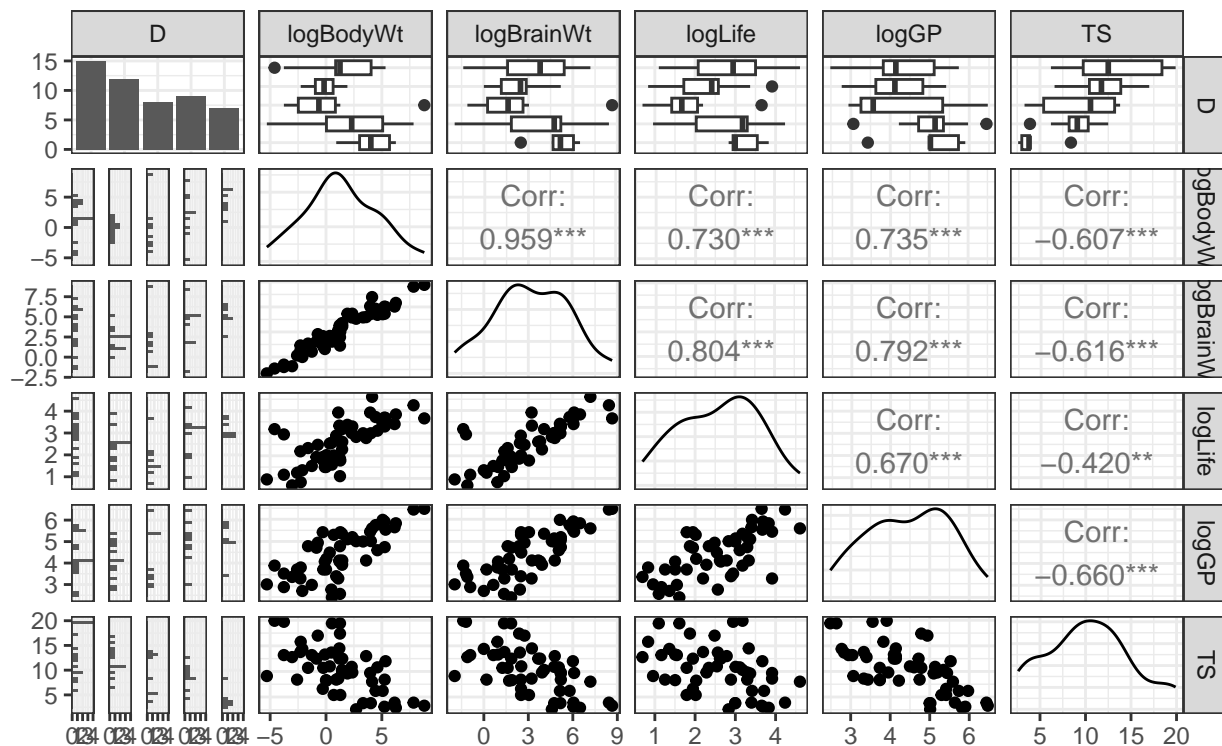 D logBodyWt logBrainWt logLife logGP TS
15
10
5
0
D
5
0
−5
Corr: Corr: Corr: Corr:
0.959*** 0.730*** 0.735*** −0.607***
ogBodyW
7.5
5.0
2.5
0.0
−2.5
Corr: Corr: Corr:
0.804*** 0.792*** −0.616***
ogBrainW
4
3
2
1
Corr: Corr:
0.670*** −0.420**
logLife
6
5
4
3
Corr:
−0.660***
logGP
20
15
10
5
TS
−5 0 5 0 3 6 9 1 2 3 4 3 4 5 6 5 10 15 20